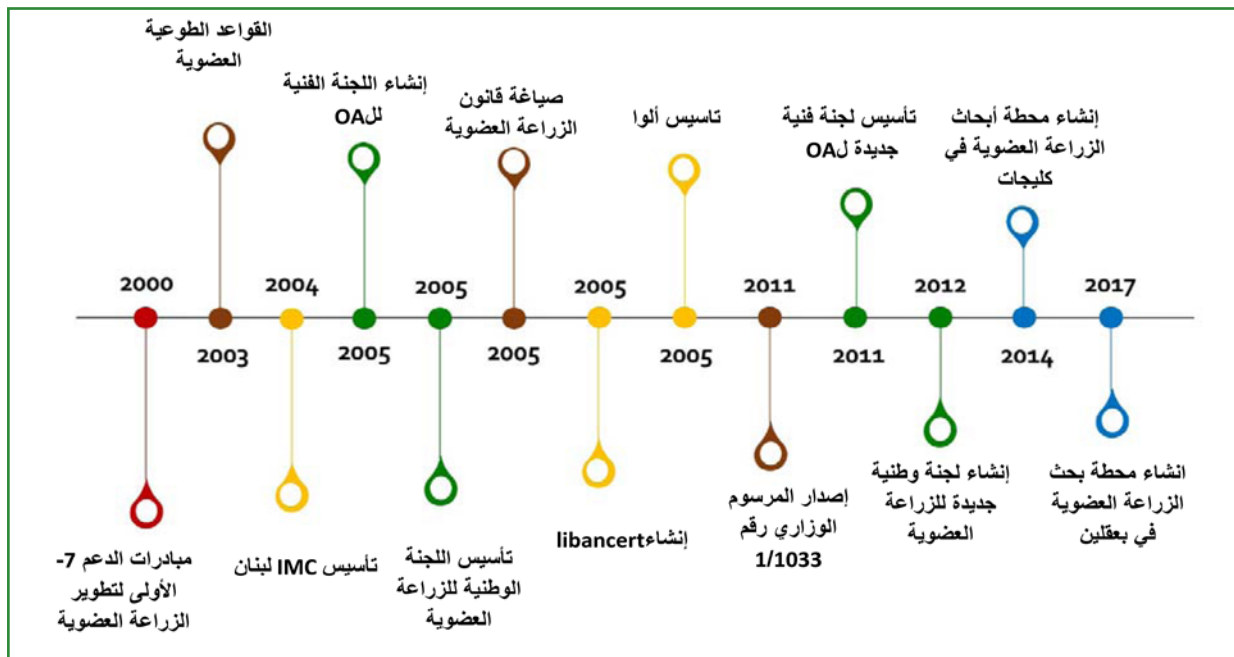 القواعد الطوعية
العضوية
إنشاء اللجنة الفنية
للOA
صياغة قانون
الزراعة العضوية
تاسيس ألوا
تأسيس لجنة فنية
جديدة لOA
إنشاء محطة أبحاث
الزراعة العضوية في
كليجات
2000
2004
2005
2005
2011
2012
2017
2003
2005
2005
2005
2011
2014
مبادرات الدعم 7-
الأولى لتطوير
الزراعة العضوية
تأسيس IMC لبنان
تأسيس اللجنة
الوطنية للزراعة
العضوية
إنشاءlibancert
إصدار المرسوم
الوزاري رقم
1/1033
إنشاء لجنة وطنية
جديدة للزراعة
العضوية
انشاء محطة بحث
الزراعة العضوية
في بعقلين